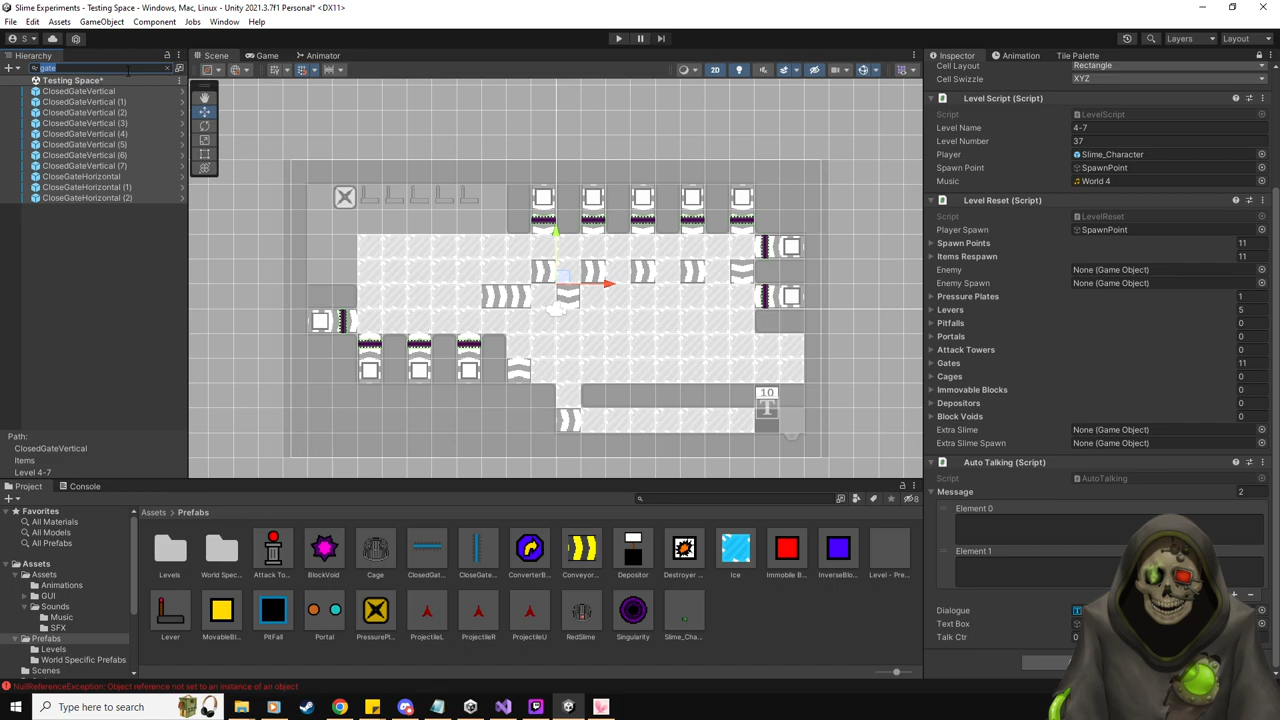 Slime Experiments - Testing Space - Windows, Mac, Linux - Unity 2021.3.7f1 Personal* <DX11>
File Edit Assets GameObject Component Jobs Window Help
S Layers Layout
Hierarchy Scene Game Animator Inspector Animation Tile Palette
gate 2D
Testing Space*
ClosedGateVertical
ClosedGateVertical (1)
ClosedGateVertical (2)
ClosedGateVertical (3)
ClosedGateVertical (4)
ClosedGateVertical (5)
ClosedGateVertical (6)
ClosedGateVertical (7)
CloseGateHorizontal
CloseGateHorizontal (1)
CloseGateHorizontal (2)
Path:
ClosedGateVertical
Items
Level 4-7
10
T
Cell Layout Rectangle
Cell Swizzle XYZ
Level Script (Script)
Script LevelScript
Level Name 4-7
Level Number 37
Player Slime_Character
Spawn Point SpawnPoint
Music World 4
Level Reset (Script)
Script LevelReset
Player Spawn SpawnPoint
Spawn Points 11
Items Respawn 11
Enemy None (Game Object)
Enemy Spawn None (Game Object)
Pressure Plates 1
Levers 5
Pitfalls 0
Portals 0
Attack Towers 0
Gates 11
Cages 0
Immovable Blocks 0
Depositors 0
Block Voids 0
Extra Slime None (Game Object)
Extra Slime Spawn None (Game Object)
Auto Talking (Script)
Script AutoTalking
Message 2
Element 0
Element 1
Dialogue
Text Box
Talk Ctr 0
Project Console
8
Favorites
All Materials
All Models
All Prefabs
Assets
Assets
Animations
GUI
Sounds
Music
SFX
Prefabs
Levels
World Specific Prefabs
Scenes
Assets > Prefabs
Levels World Spec... Attack To... BlockVoid Cage ClosedGat... CloseGate... ConverterB... Conveyor... Depositor Destroyer ... Ice Immobile B... InverseBlo... Level - Pre...
Lever MovableBl... PitFall Portal PressurePl... ProjectileL ProjectileR ProjectileU RedSlime Singularity Slime_Cha...
NullReferenceException: Object reference not set to an instance of an object
Type here to search